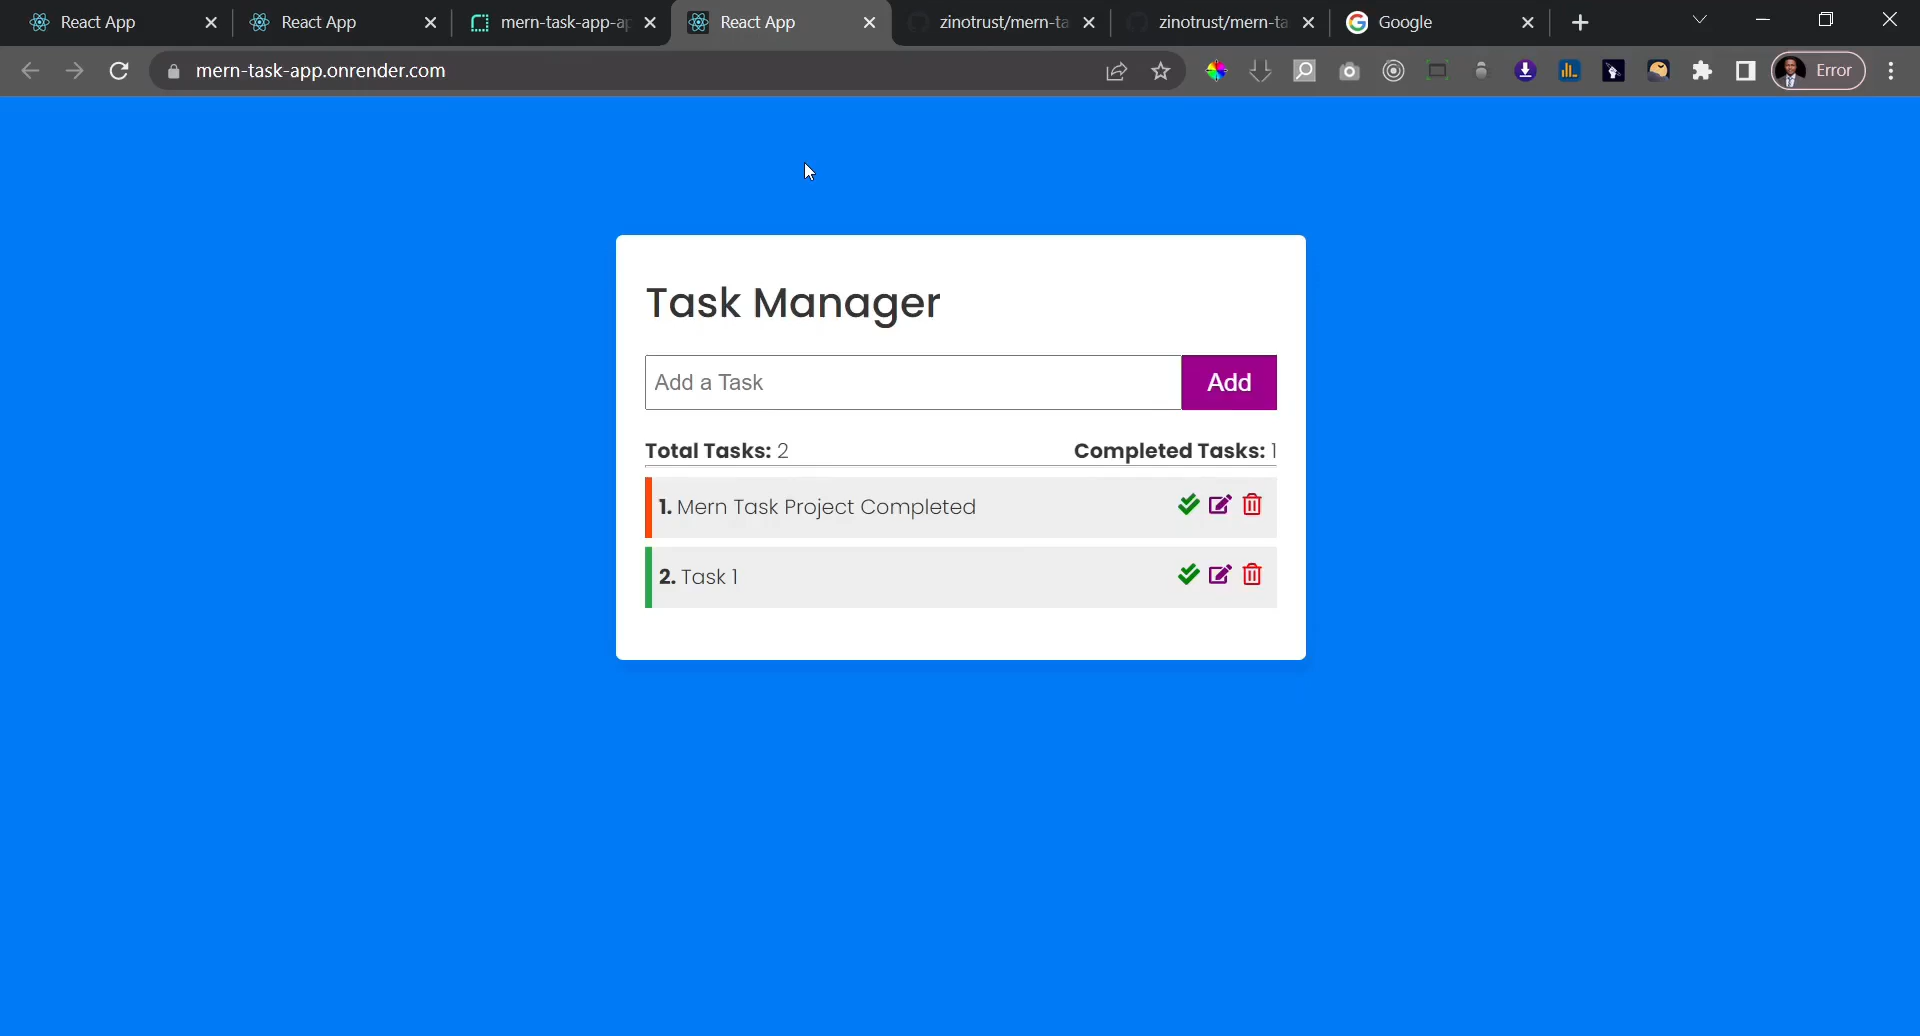 React App
React App
mern-task-app-ap
React App
zinotrust/mern-ta
zinotrust/mern-ta
Google
mern-task-app.onrender.com
Error
Task Manager
Add a Task
Add
Total Tasks: 2
Completed Tasks: 1
1. Mern Task Project Completed
2. Task 1